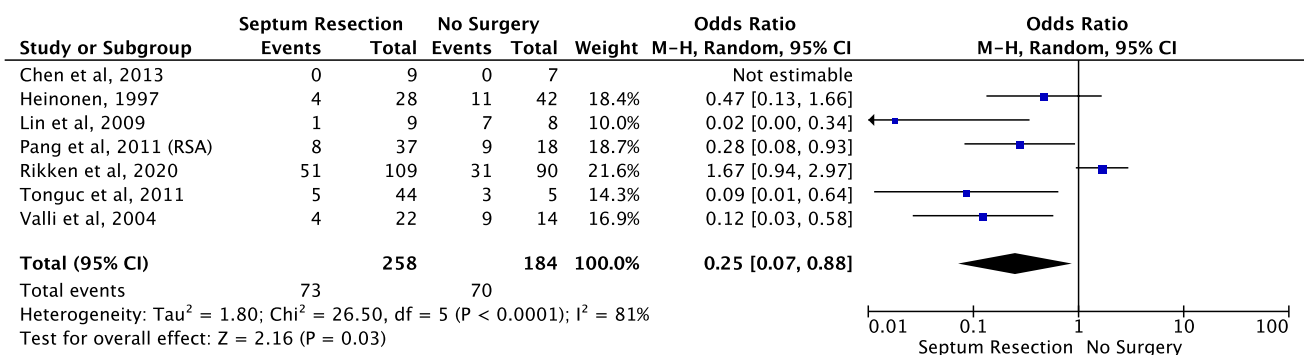 Septum Resection No Surgery Odds Ratio Odds Ratio
Study or Subgroup Events Total Events Total Weight M-H, Random, 95% CI M-H, Random, 95% CI
Chen et al, 2013 0 9 0 7 Not estimable
Heinonen, 1997 4 28 11 42 18.4% 0.47 [0.13, 1.66]
Lin et al, 2009 1 9 7 8 10.0% 0.02 [0.00, 0.34]
Pang et al, 2011 (RSA) 8 37 9 18 18.7% 0.28 [0.08, 0.93]
Rikken et al, 2020 51 109 31 90 21.6% 1.67 [0.94, 2.97]
Tonguc et al, 2011 5 44 3 5 14.3% 0.09 [0.01, 0.64]
Valli et al, 2004 4 22 9 14 16.9% 0.12 [0.03, 0.58]
Total (95% CI) 258 184 100.0% 0.25 [0.07, 0.88]
Total events 73 70
Heterogeneity: Tau² = 1.80; Chi² = 26.50, df = 5 (P < 0.0001); I² = 81%
Test for overall effect: Z = 2.16 (P = 0.03)
0.01 0.1 1 10 100
Septum Resection No Surgery